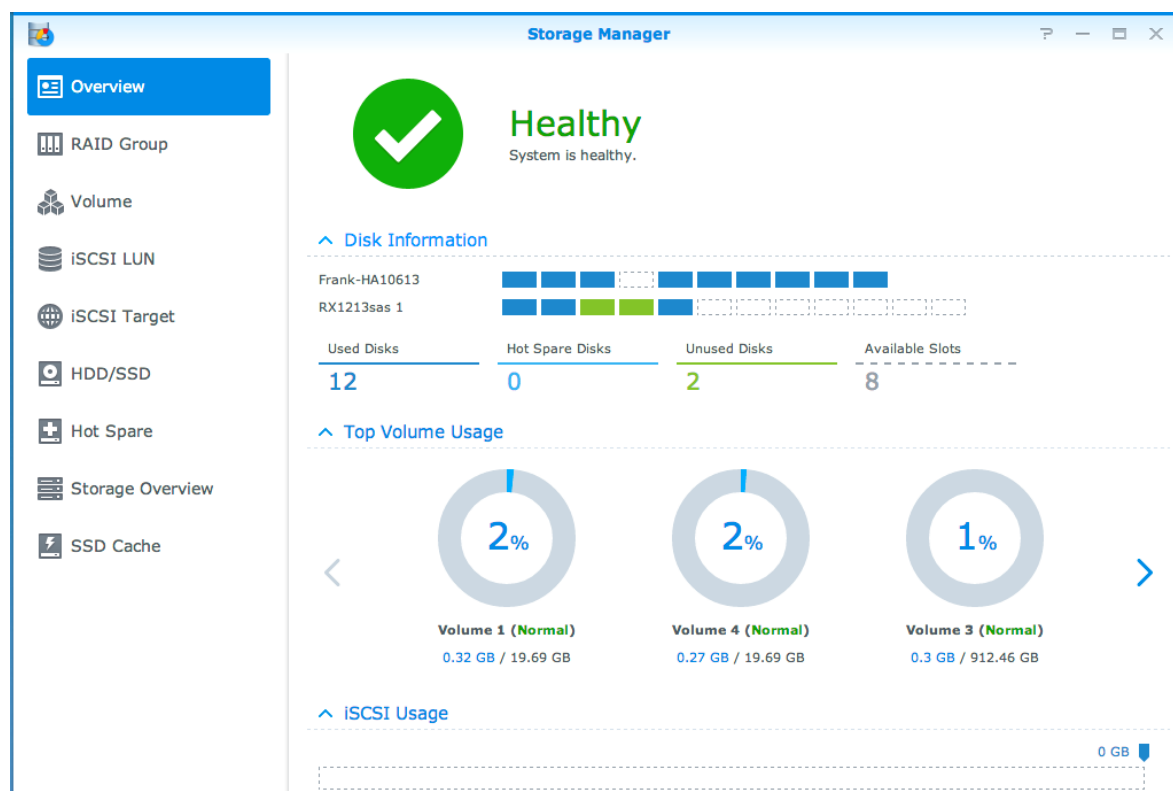 Storage Manager
Overview
RAID Group
Volume
iSCSI LUN
iSCSI Target
HDD/SSD
Hot Spare
Storage Overview
SSD Cache
Healthy
System is healthy.
Disk Information
Frank-HA10613
RX1213sas 1
Used Disks Hot Spare Disks Unused Disks Available Slots
12 0 2 8
Top Volume Usage
2% 2% 1%
Volume 1 (Normal) Volume 4 (Normal) Volume 3 (Normal)
0.32 GB / 19.69 GB 0.27 GB / 19.69 GB 0.3 GB / 912.46 GB
iSCSI Usage
0 GB